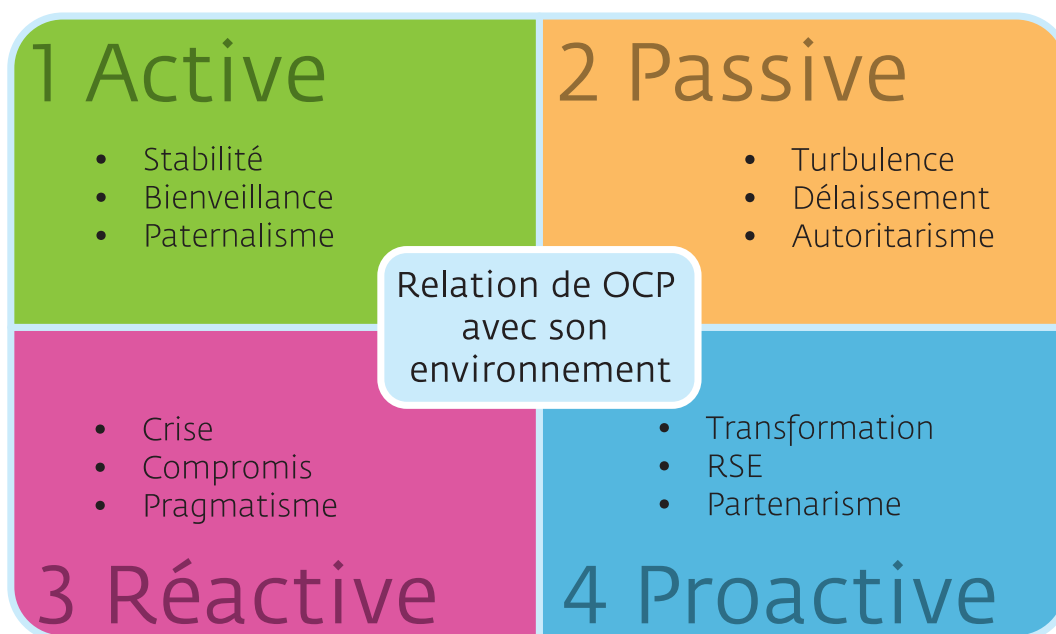 1 Active
• Stabilité
• Bienveillance
• Paternalisme
2 Passive
• Turbulence
• Délaissement
• Autoritarisme
Relation de OCP
avec son
environnement
• Crise
• Compromis
• Pragmatisme
3 Réactive
• Transformation
• RSE
• Partenarisme
4 Proactive